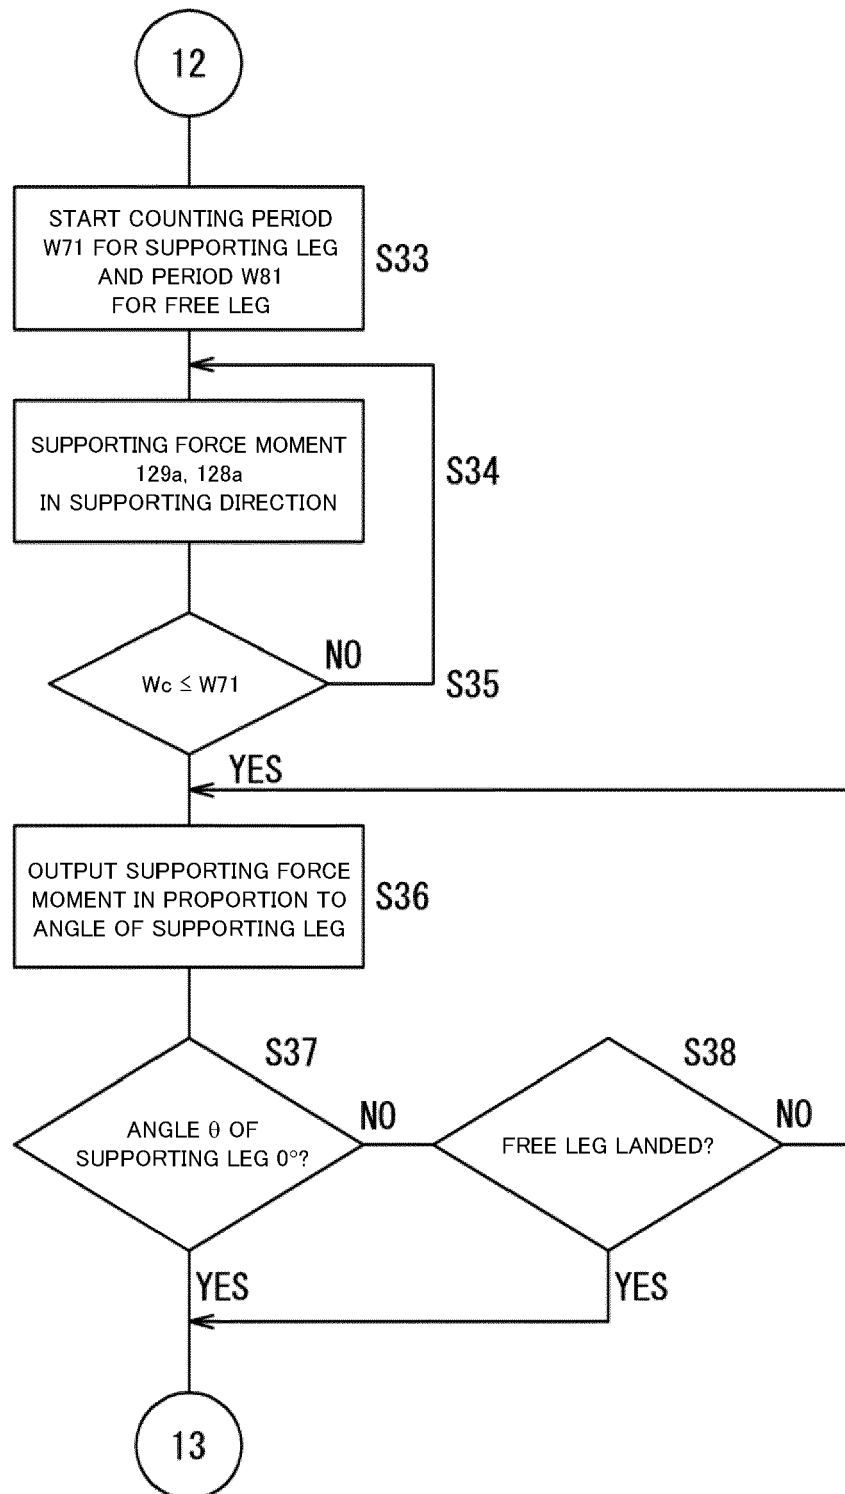 12
START COUNTING PERIOD
W71 FOR SUPPORTING LEG
AND PERIOD W81
FOR FREE LEG
S33
SUPPORTING FORCE MOMENT
129a, 128a
IN SUPPORTING DIRECTION
S34
Wc ≤ W71
NO
S35
YES
OUTPUT SUPPORTING FORCE
MOMENT IN PROPORTION TO
ANGLE OF SUPPORTING LEG
S36
S37
ANGLE θ OF
SUPPORTING LEG 0°?
NO
S38
FREE LEG LANDED?
NO
YES
YES
13